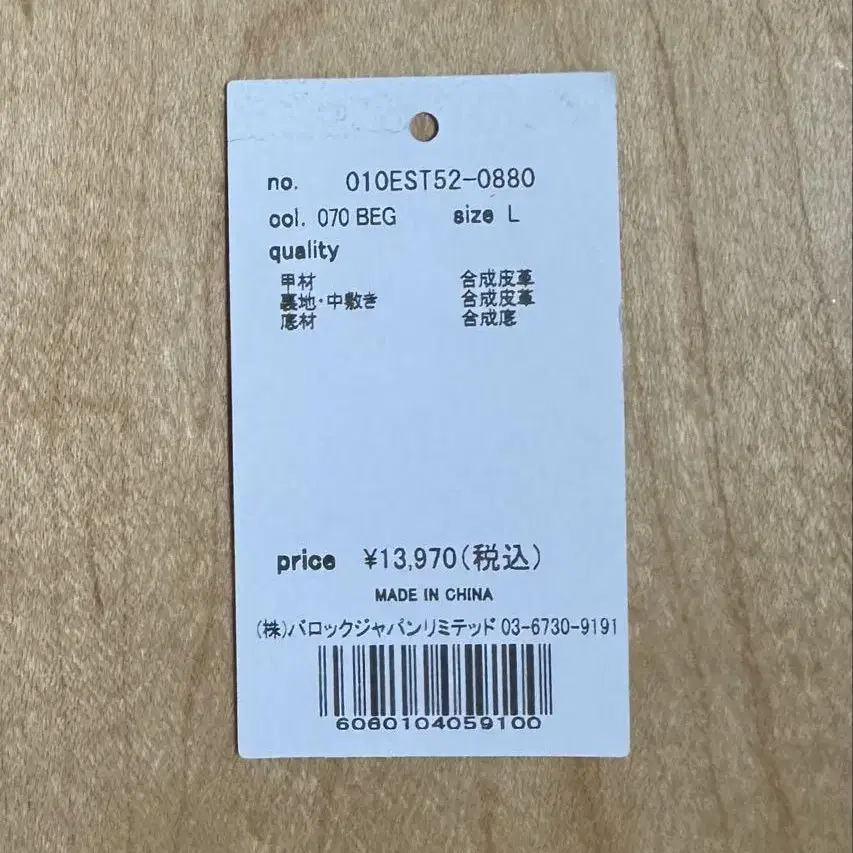 no. 010EST52-0880
col. 070 BEG size L
quality
甲材 合成皮革
裏地・中敷き 合成皮革
底材 合成底
price ¥13,970(税込)
MADE IN CHINA
(株)バロックジャパンリミテッド 03-6730-9191
6080104059100